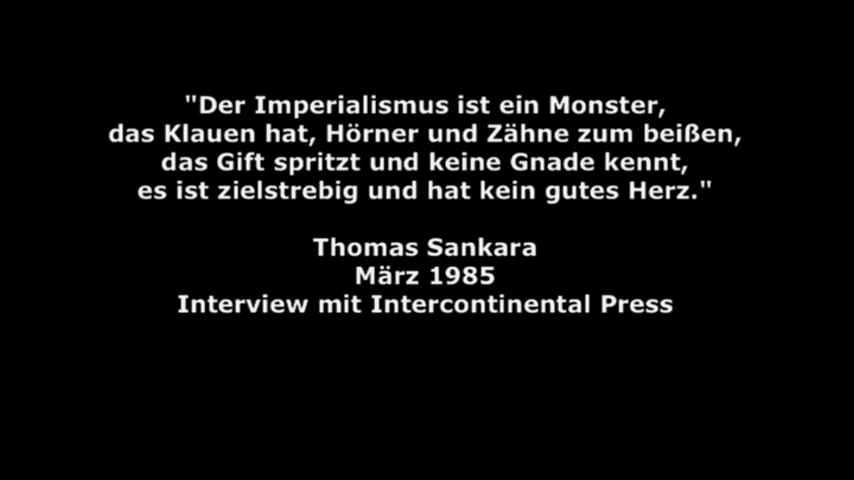 "Der Imperialismus ist ein Monster,
das Klauen hat, Hörner und Zähne zum beißen,
das Gift spritzt und keine Gnade kennt,
es ist zielstrebig und hat kein gutes Herz."
Thomas Sankara
März 1985
Interview mit Intercontinental Press